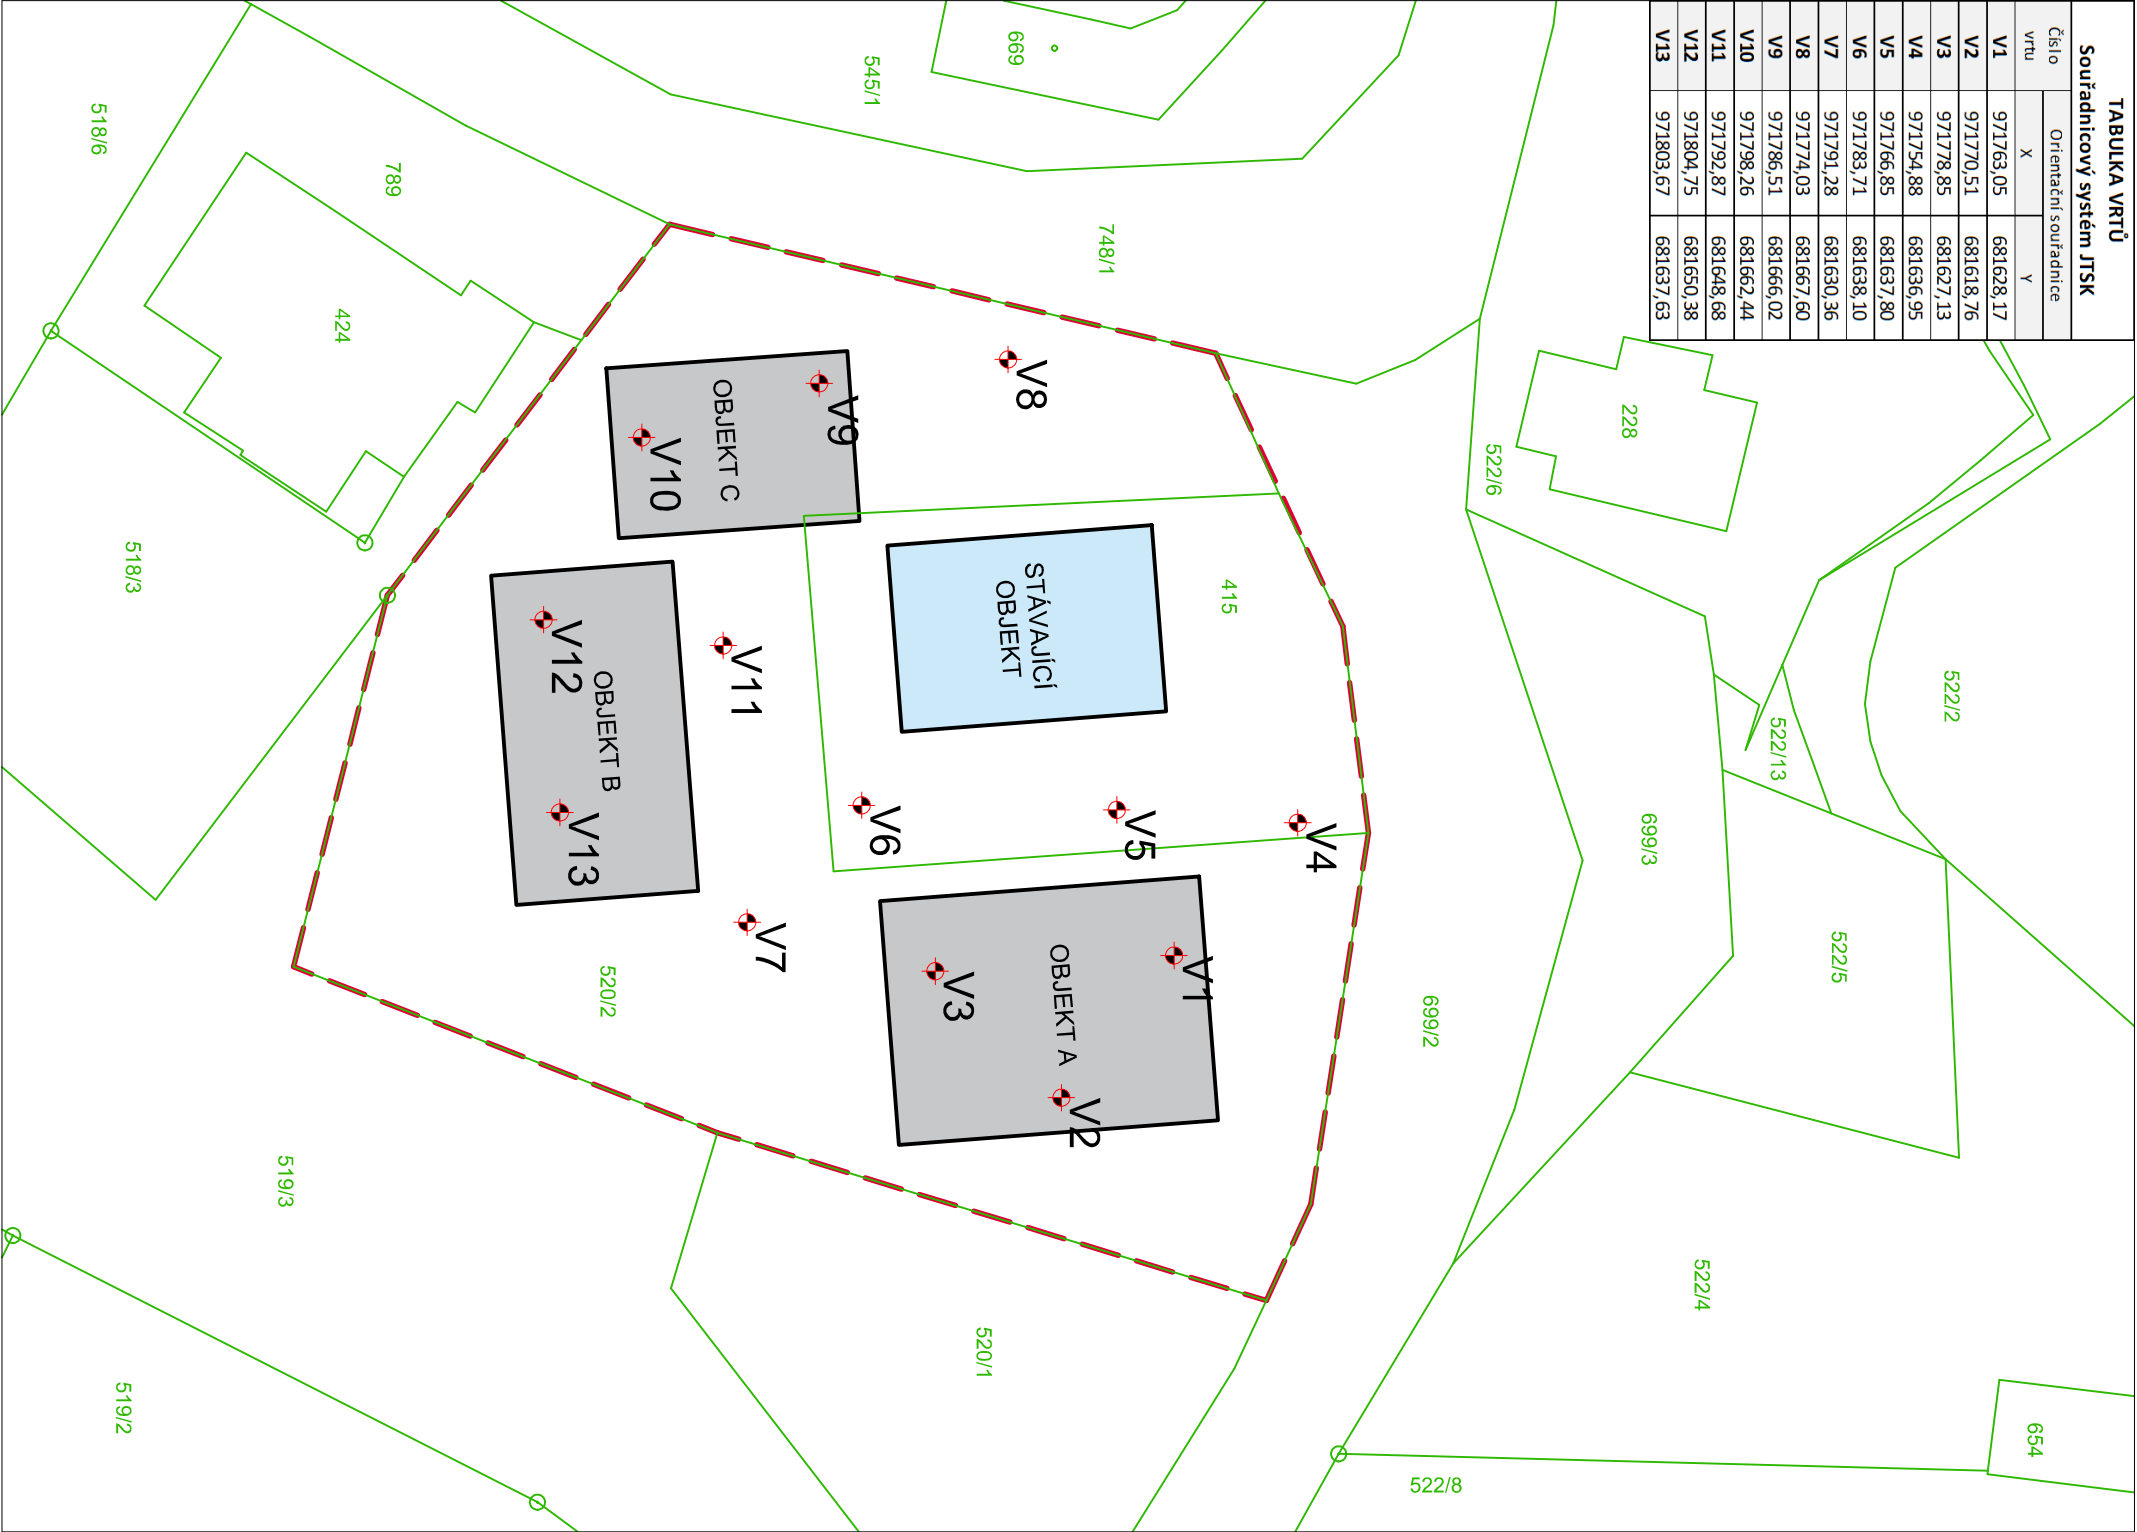 TABULKA VRTŮ
Souřadnicový systém JTSK
Číslo vrtu Orientační souřadnice
X Y
V1 971763,05 681628,17
V2 971770,51 681618,76
V3 971778,85 681627,13
V4 971754,88 681636,95
V5 971766,85 681637,80
V6 971783,71 681638,10
V7 971791,28 681630,36
V8 971774,03 681667,60
V9 971786,51 681666,02
V10 971798,26 681662,44
V11 971792,87 681648,68
V12 971804,75 681650,38
V13 971803,67 681637,63
228
522/6
522/2
522/13
699/3
522/5
699/2
522/4
654
522/8
669
545/1
748/1
415
V8
V9
OBJEKT C
V10
STÁVAJÍCÍ
OBJEKT
V4
V5
V6
V11
V12
OBJEKT B
V13
V7
V1
OBJEKT A
V3
V2
520/2
520/1
789
424
518/6
518/3
519/3
519/2